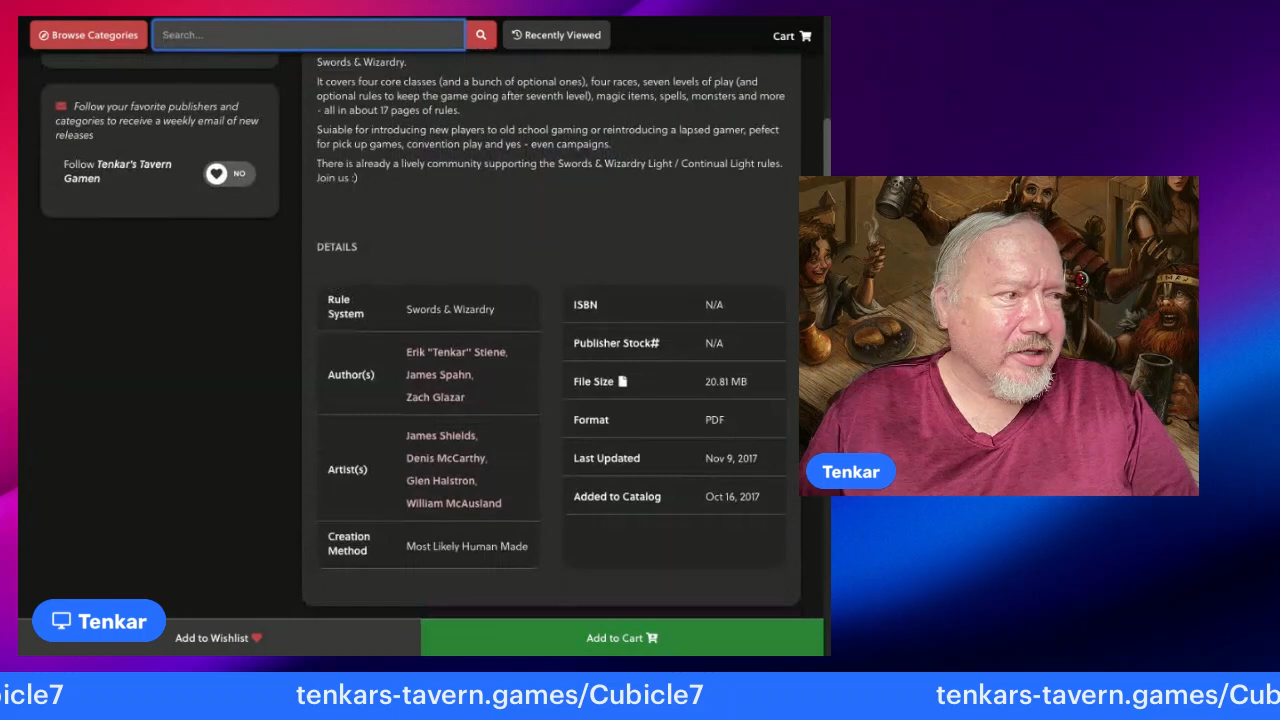 Browse Categories
Search...
Recently Viewed
Cart
Swords & Wizardry.
It covers four core classes (and a bunch of optional ones), four races, seven levels of play (and
optional rules to keep the game going after seventh level), magic items, spells, monsters and more
- all in about 17 pages of rules.
Suiable for introducing new players to old school gaming or reintroducing a lapsed gamer, pefect
for pick up games, convention play and yes - even campaigns.
There is already a lively community supporting the Swords & Wizardry Light / Continual Light rules.
Join us :)
Follow your favorite publishers and
categories to receive a weekly email of new
releases
Follow Tenkar's Tavern
Gamen
NO
DETAILS
Rule
System
Swords & Wizardry
Author(s)
Erik "Tenkar" Stiene,
James Spahn,
Zach Glazar
Artist(s)
James Shields,
Denis McCarthy,
Glen Halstron,
William McAusland
Creation
Method
Most Likely Human Made
ISBN N/A
Publisher Stock# N/A
File Size 20.81 MB
Format PDF
Last Updated Nov 9, 2017
Added to Catalog Oct 16, 2017
Tenkar
Tenkar
Add to Wishlist
Add to Cart
icle7 tenkars-tavern.games/Cubicle7 tenkars-tavern.games/Cub